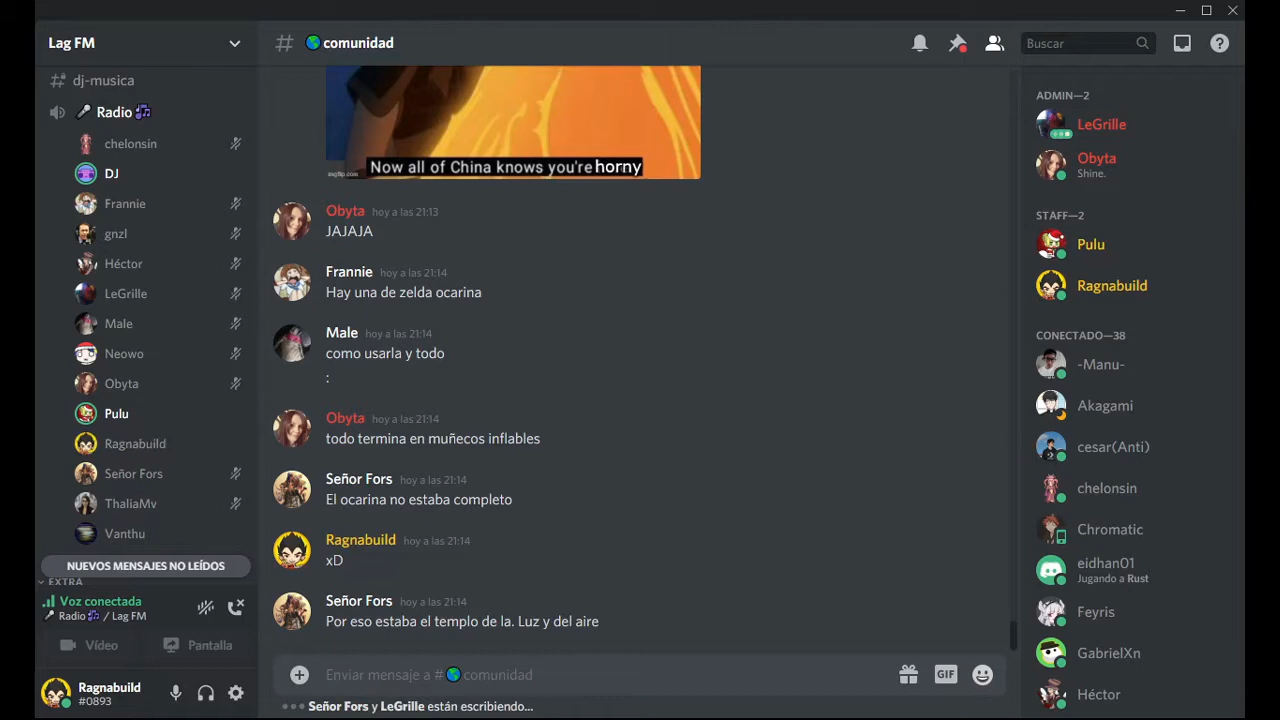 Lag FM
dj-musica
Radio
chelonsin
DJ
Frannie
gnzl
Héctor
LeGrille
Male
Neowo
Obyta
Pulu
Ragnabuild
Señor Fors
ThaliaMv
Vanthu
NUEVOS MENSAJES NO LEÍDOS
EXTRA
Voz conectada
Radio / Lag FM
Vídeo
Pantalla
Ragnabuild
#0893
comunidad
Buscar
Now all of China knows you're horny
imgflip.com
Obyta hoy a las 21:13
JAJAJA
Frannie hoy a las 21:14
Hay una de zelda ocarina
Male hoy a las 21:14
como usarla y todo
:
Obyta hoy a las 21:14
todo termina en muñecos inflables
Señor Fors hoy a las 21:14
El ocarina no estaba completo
Ragnabuild hoy a las 21:14
xD
Señor Fors hoy a las 21:14
Por eso estaba el templo de la. Luz y del aire
Enviar mensaje a # comunidad
GIF
Señor Fors y LeGrille están escribiendo...
ADMIN—2
LeGrille
Obyta
Shine.
STAFF—2
Pulu
Ragnabuild
CONECTADO—38
-Manu-
Akagami
cesar(Anti)
chelonsin
Chromatic
eidhan01
Jugando a Rust
Feyris
GabrielXn
Héctor